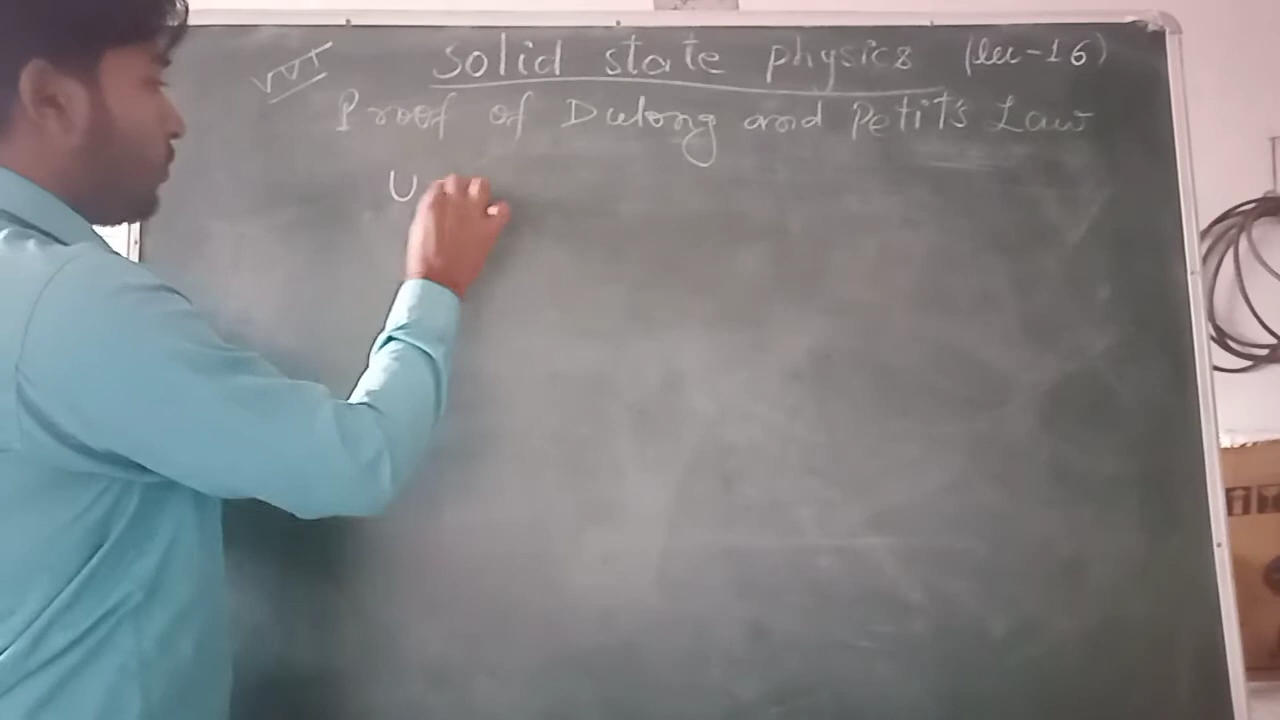 VVI
Solid state physics (Lec-16)
Proof of Dulong and Petit's Law
U